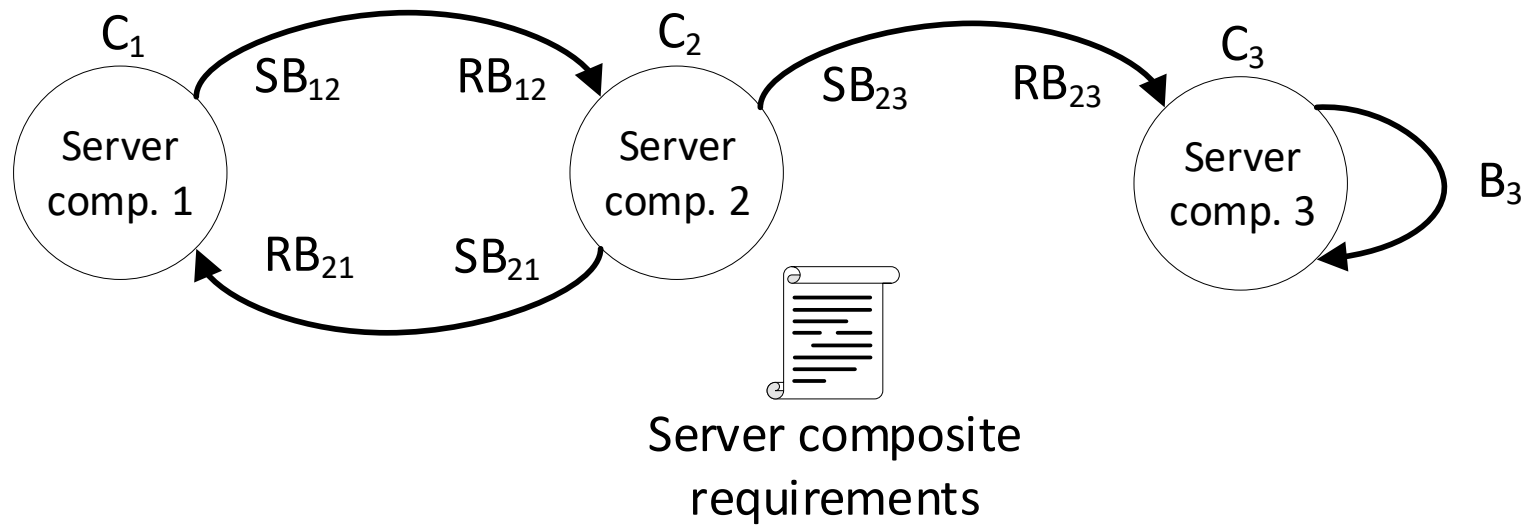 C₁
C₂
C₃
SB₁₂
RB₁₂
SB₂₃
RB₂₃
Server
comp. 1
Server
comp. 2
Server
comp. 3
B₃
RB₂₁
SB₂₁
Server composite
requirements